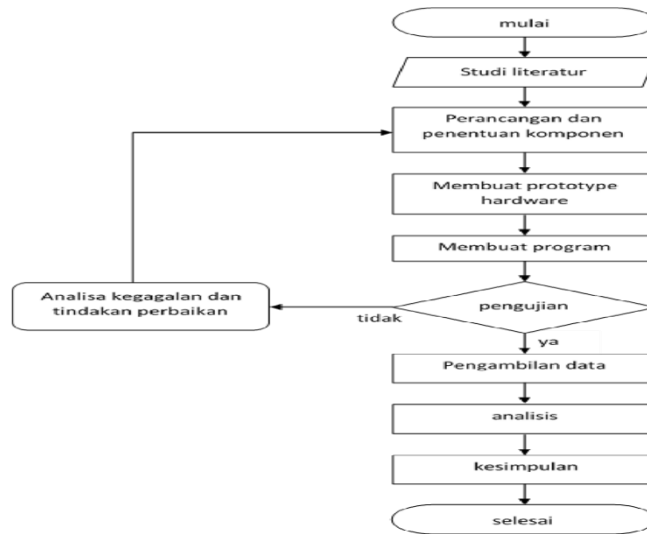 mulai
Studi literatur
Perancangan dan
penentuan komponen
Membuat prototype
hardware
Membuat program
pengujian
tidak
Analisa kegagalan dan
tindakan perbaikan
ya
Pengambilan data
analisis
kesimpulan
selesai